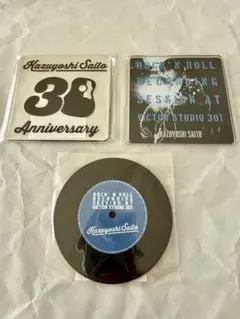 Kazuyoshi Saito
30
Anniversary
ROCK'N ROLL
RECORDING
SESSION AT
VICTOR STUDIO 301
KAZUYOSHI SAITO
ROCK'N ROLL
RECORDING
SESSION AT
VICTOR STUDIO 301
Kazuyoshi Saito